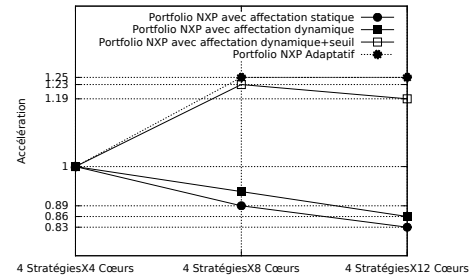 Portfolio NXP avec affectation statique
Portfolio NXP avec affectation dynamique
Portfolio NXP avec affectation dynamique+seuil
Portfolio NXP Adaptatif
Accélération
1.25
1.23
1.19
1
0.89
0.86
0.83
4 StratégiesX4 Cœurs
4 StratégiesX8 Cœurs
4 StratégiesX12 Cœurs